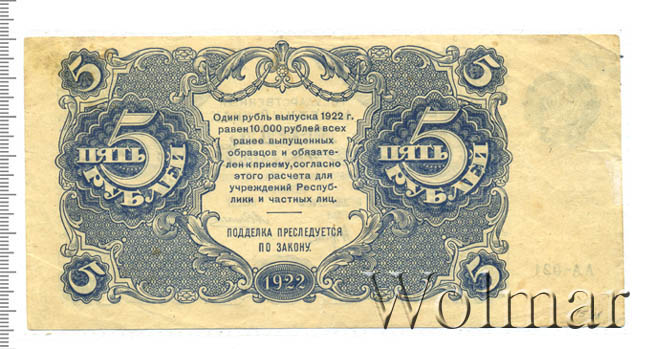 5 5
Один рубль выпуска 1922 г.
равен 10.000 рублей всех
ранее выпущенных
образцов и обязате-
лен к приему, согласно
этого расчета для
учреждений Респуб-
лики и частных лиц.
5 ПЯТЬ РУБЛЕЙ
5 ПЯТЬ РУБЛЕЙ
ПОДДЕЛКА ПРЕСЛЕДУЕТСЯ
ПО ЗАКОНУ.
5 1922 5
Wolmar